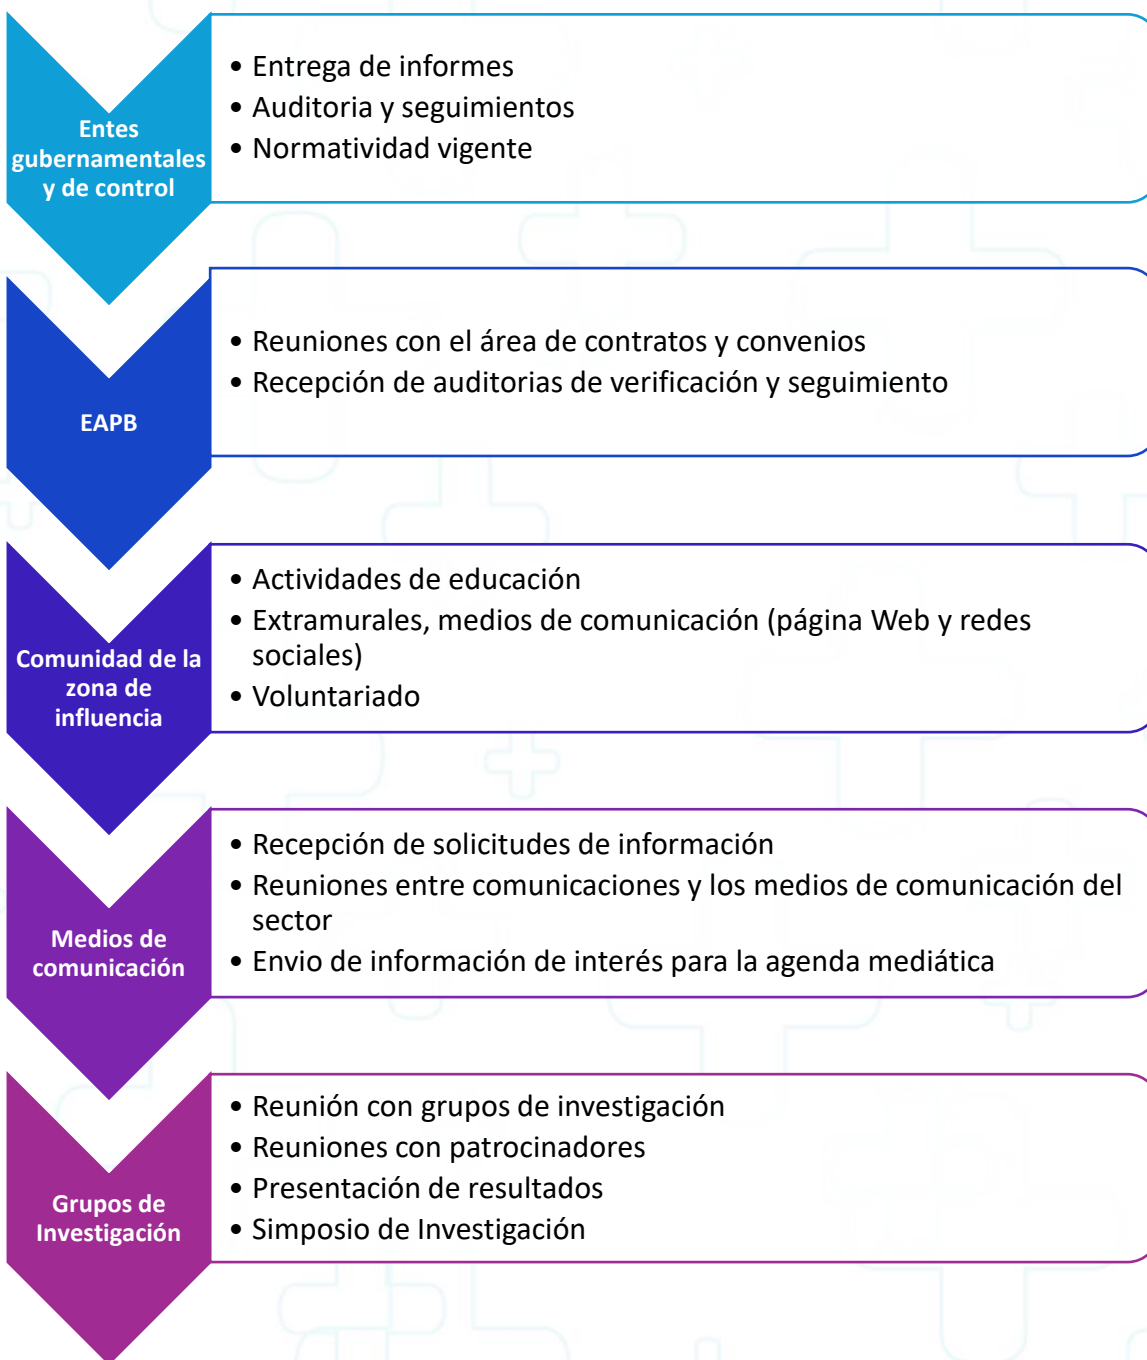 Entes
gubernamentales
y de control
• Entrega de informes
• Auditoria y seguimientos
• Normatividad vigente
EAPB
• Reuniones con el área de contratos y convenios
• Recepción de auditorias de verificación y seguimiento
Comunidad de la
zona de
influencia
• Actividades de educación
• Extramurales, medios de comunicación (página Web y redes
sociales)
• Voluntariado
Medios de
comunicación
• Recepción de solicitudes de información
• Reuniones entre comunicaciones y los medios de comunicación del
sector
• Envio de información de interés para la agenda mediática
Grupos de
Investigación
• Reunión con grupos de investigación
• Reuniones con patrocinadores
• Presentación de resultados
• Simposio de Investigación